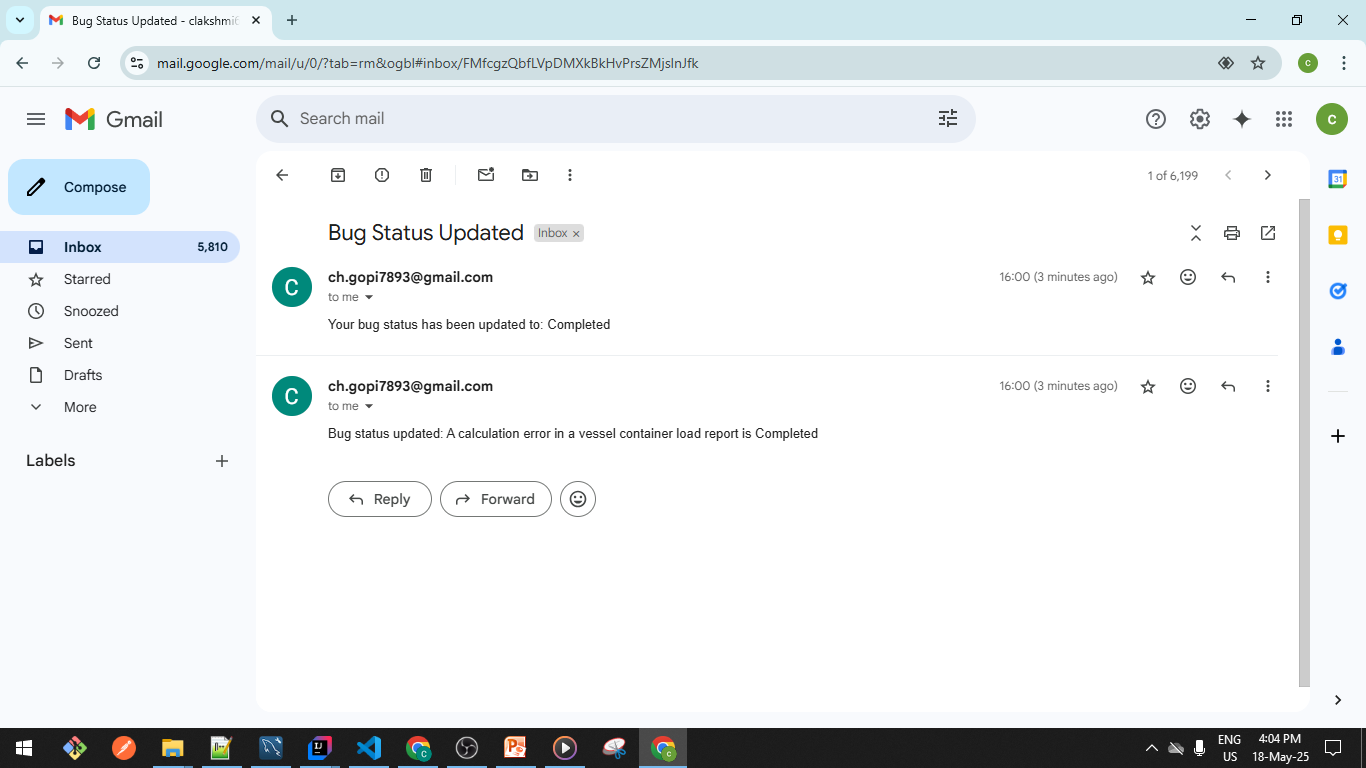 Bug Status Updated - clakshmi6
mail.google.com/mail/u/0/?tab=rm&ogbl#inbox/FMfcgzQbfLVpDMXkBkHvPrsZMjslnJfk
C
Gmail
Search mail
C
Compose
1 of 6,199
31
Inbox 5,810
Starred
Snoozed
Sent
Drafts
More
Labels
Bug Status Updated Inbox ×
C
ch.gopi7893@gmail.com 16:00 (3 minutes ago)
to me
Your bug status has been updated to: Completed
C
ch.gopi7893@gmail.com 16:00 (3 minutes ago)
to me
Bug status updated: A calculation error in a vessel container load report is Completed
Reply Forward
ENG 4:04 PM
US 18-May-25